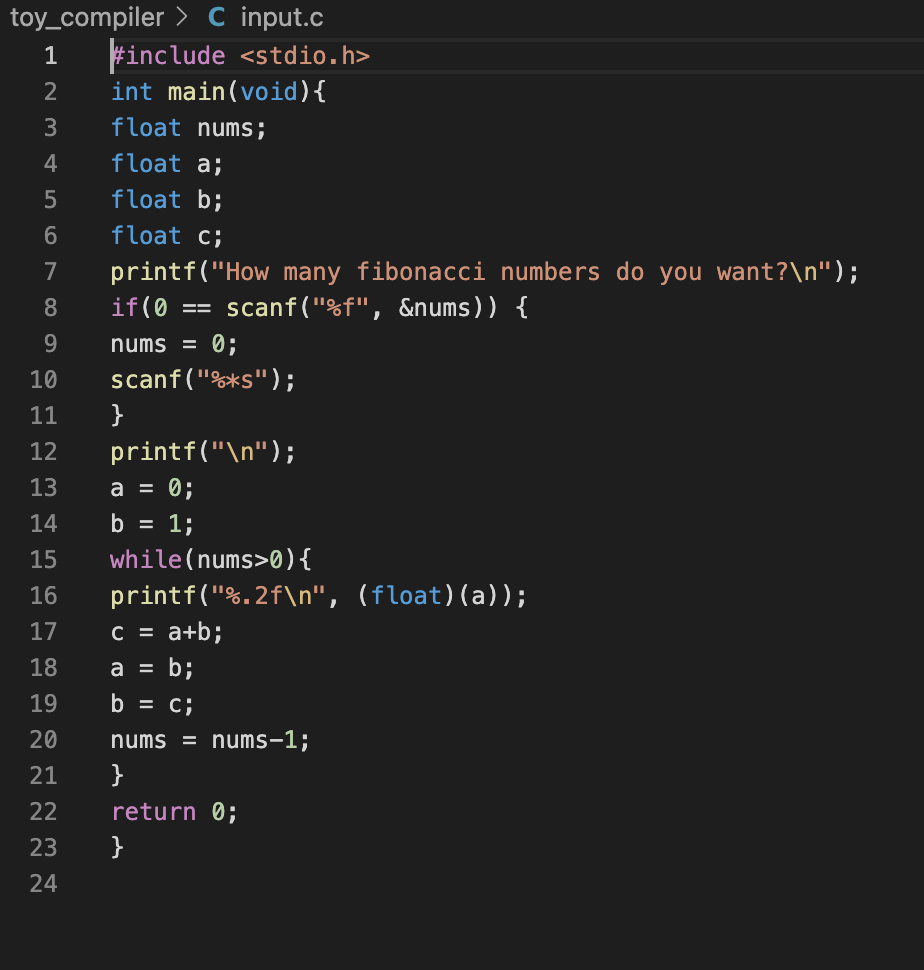 toy_compiler > C input.c
1 #include <stdio.h>
2 int main(void){
3 float nums;
4 float a;
5 float b;
6 float c;
7 printf("How many fibonacci numbers do you want?\n");
8 if(0 == scanf("%f", &nums)) {
9 nums = 0;
10 scanf("%*s");
11 }
12 printf("\n");
13 a = 0;
14 b = 1;
15 while(nums>0){
16 printf("%.2f\n", (float)(a));
17 c = a+b;
18 a = b;
19 b = c;
20 nums = nums-1;
21 }
22 return 0;
23 }
24